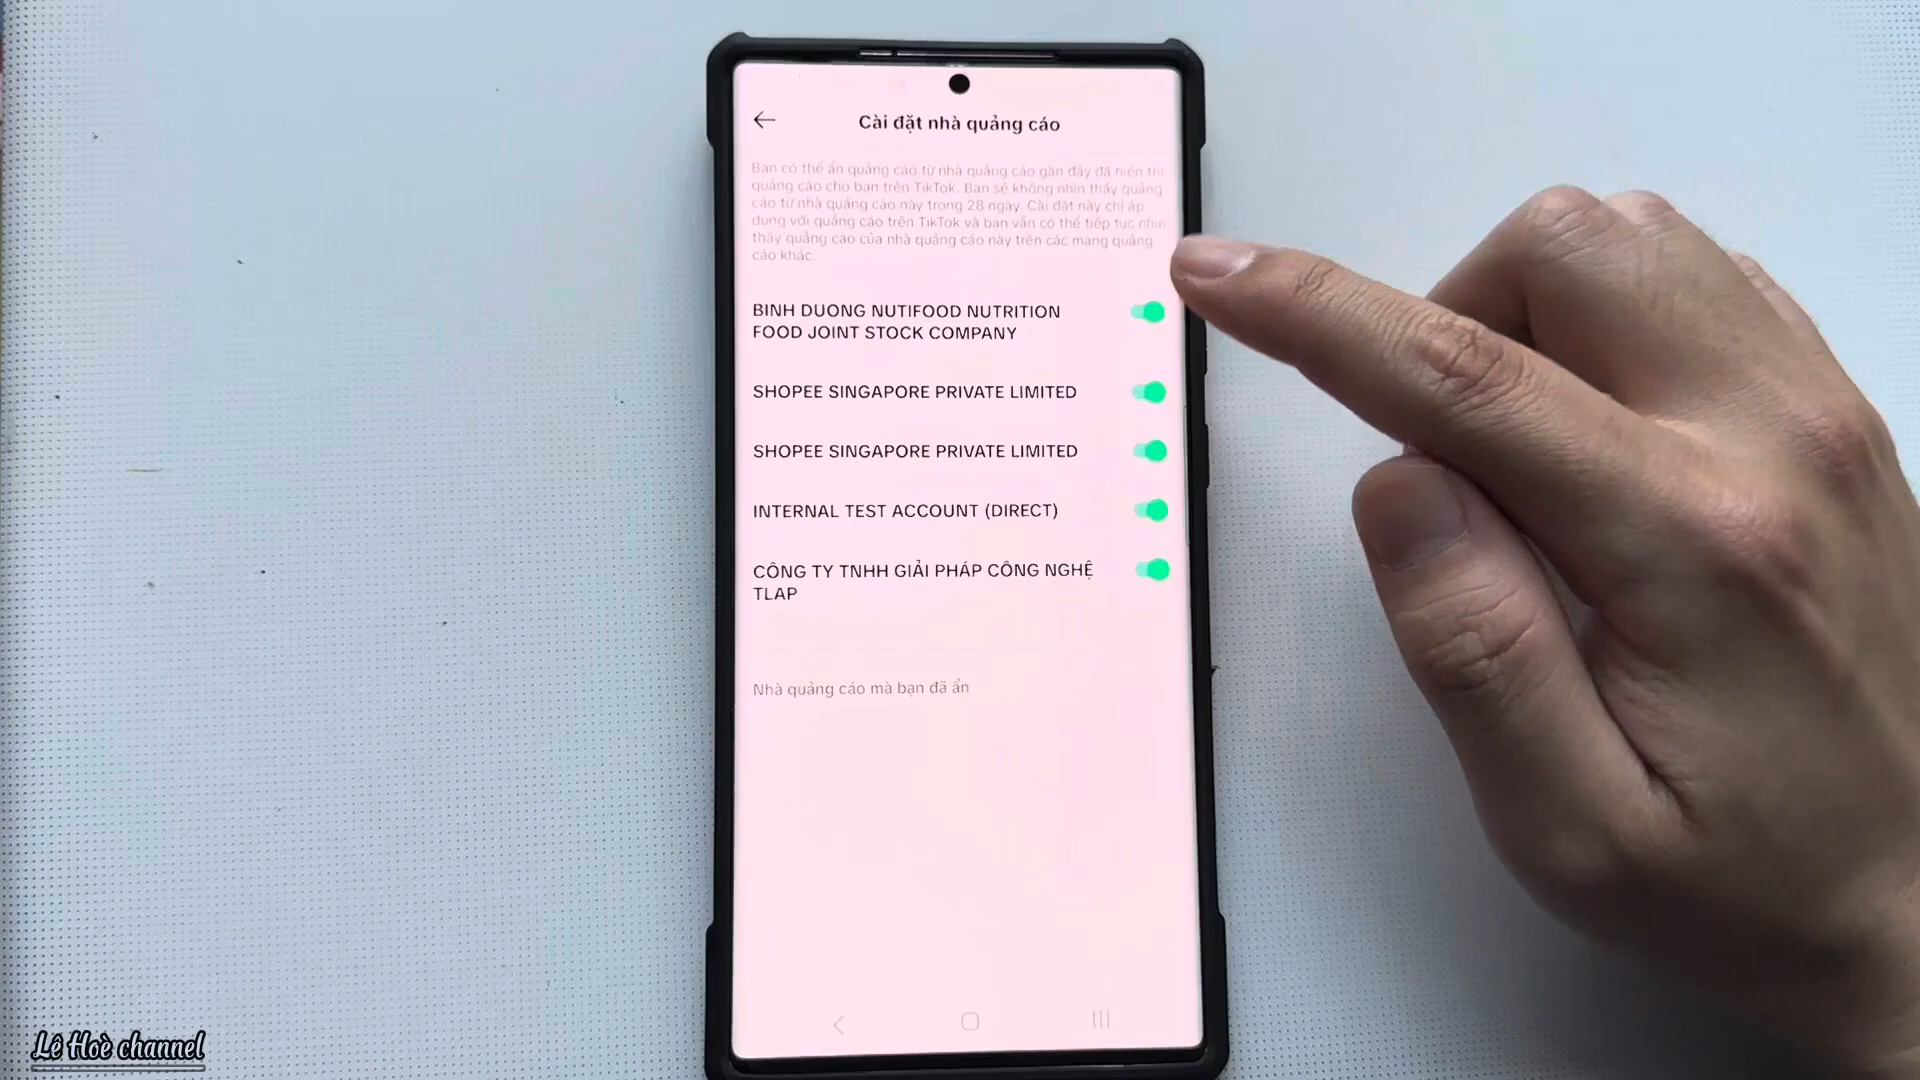 Cài đặt nhà quảng cáo
Bạn có thể ẩn quảng cáo từ nhà quảng cáo gần đây đã hiển thị
quảng cáo cho bạn trên TikTok. Bạn sẽ không nhìn thấy quảng
cáo từ nhà quảng cáo này trong 28 ngày. Cài đặt này chỉ áp
dụng với quảng cáo trên TikTok và bạn vẫn có thể tiếp tục nhìn
thấy quảng cáo của nhà quảng cáo này trên các mạng quảng
cáo khác.
BINH DUONG NUTIFOOD NUTRITION
FOOD JOINT STOCK COMPANY
SHOPEE SINGAPORE PRIVATE LIMITED
SHOPEE SINGAPORE PRIVATE LIMITED
INTERNAL TEST ACCOUNT (DIRECT)
CÔNG TY TNHH GIẢI PHÁP CÔNG NGHỆ
TLAP
Nhà quảng cáo mà bạn đã ẩn
Lê Hoè channel